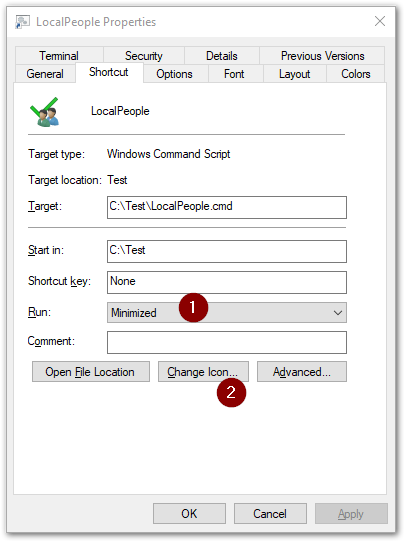 LocalPeople Properties
Terminal Security Details Previous Versions
General Shortcut Options Font Layout Colors
LocalPeople
Target type: Windows Command Script
Target location: Test
Target: C:\Test\LocalPeople.cmd
Start in: C:\Test
Shortcut key: None
Run: Minimized 1
Comment:
Open File Location Change Icon... Advanced...
2
OK Cancel Apply